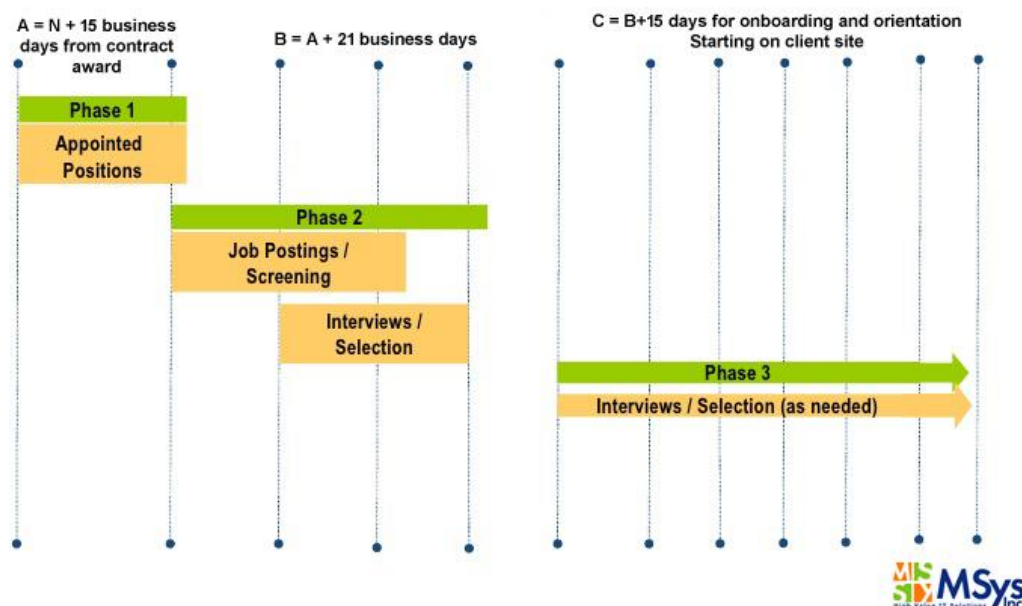 A = N + 15 business
days from contract
award
B = A + 21 business days
C = B+15 days for onboarding and orientation
Starting on client site
Phase 1
Appointed
Positions
Phase 2
Job Postings /
Screening
Interviews /
Selection
Phase 3
Interviews / Selection (as needed)
MSys
Inc